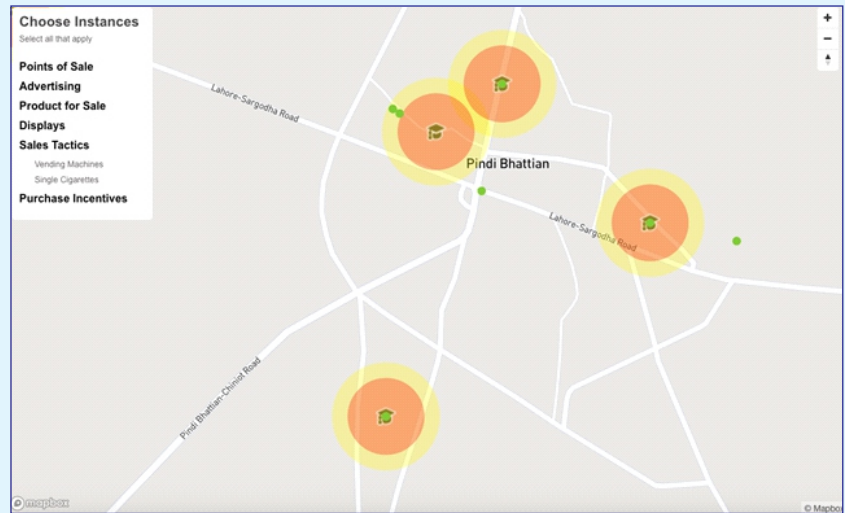 Choose Instances
Select all that apply
Points of Sale
Advertising
Product for Sale
Displays
Sales Tactics
Vending Machines
Single Cigarettes
Purchase Incentives
+
−
Lahore-Sargodha Road
Pindi Bhattian
Lahore-Sargodha Road
Pindi Bhattian-Chiniot Road
mapbox
© Mapbox